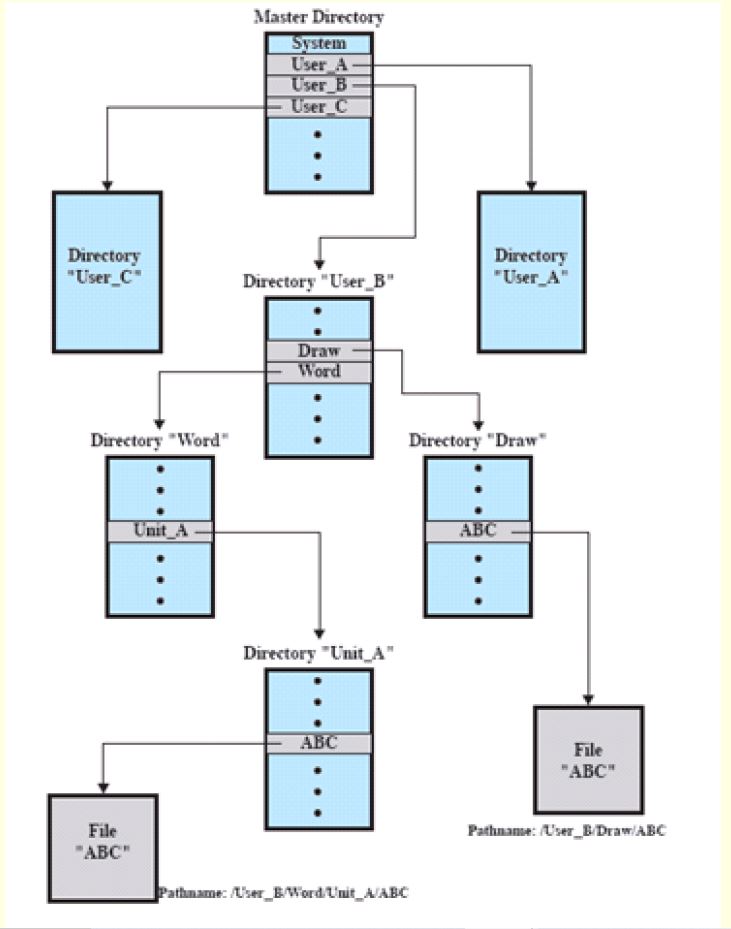 Master Directory
System
User_A
User_B
User_C
Directory
"User_C"
Directory
"User_A"
Directory "User_B"
Draw
Word
Directory "Word"
Directory "Draw"
Unit_A
ABC
Directory "Unit_A"
ABC
File
"ABC"
Pathname: /User_B/Draw/ABC
File
"ABC"
Pathname: /User_B/Word/Unit_A/ABC